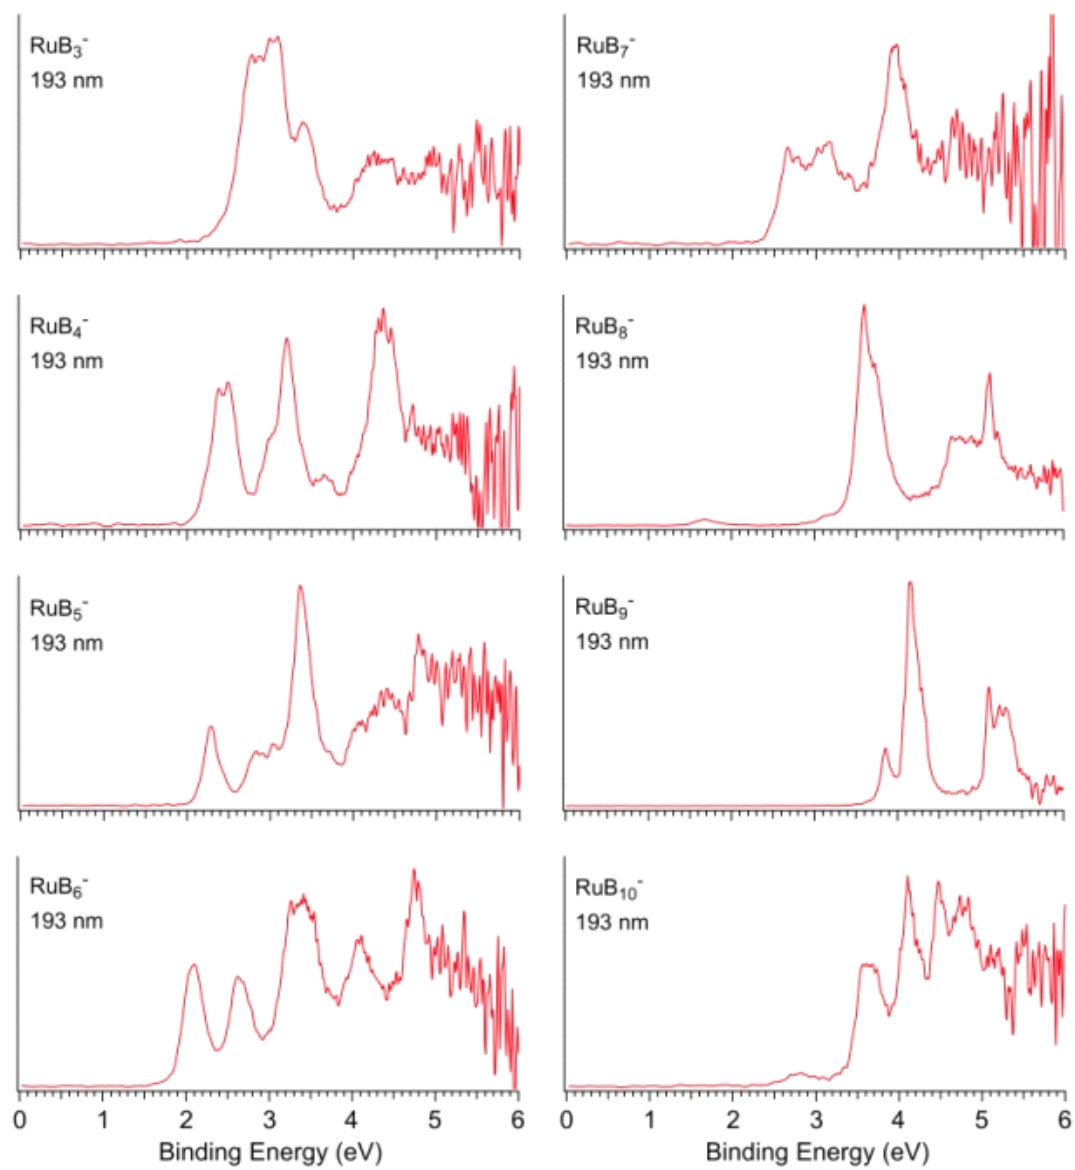 RuB₃⁻
193 nm
RuB₄⁻
193 nm
RuB₅⁻
193 nm
RuB₆⁻
193 nm
0 1 2 3 4 5 6
Binding Energy (eV)
RuB₇⁻
193 nm
RuB₈⁻
193 nm
RuB₉⁻
193 nm
RuB₁₀⁻
193 nm
0 1 2 3 4 5 6
Binding Energy (eV)